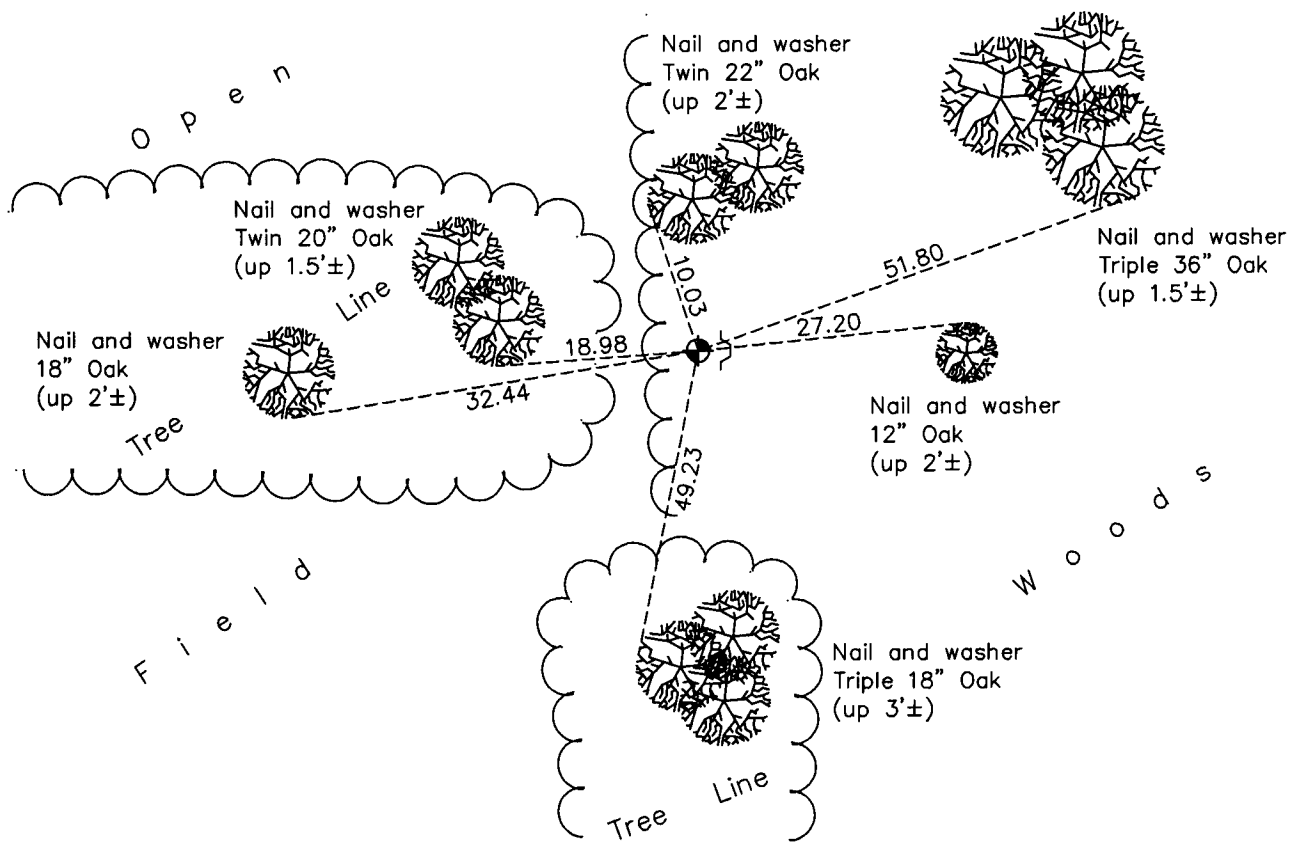 Open
Nail and washer
Twin 22" Oak
(up 2'±)
Nail and washer
Twin 20" Oak
(up 1.5'±)
Line
Nail and washer
18" Oak
(up 2'±)
Tree
10.03
51.80
Nail and washer
Triple 36" Oak
(up 1.5'±)
27.20
18.98
32.44
Nail and washer
12" Oak
(up 2'±)
49.23
Woods
Field
Nail and washer
Triple 18" Oak
(up 3'±)
Tree Line